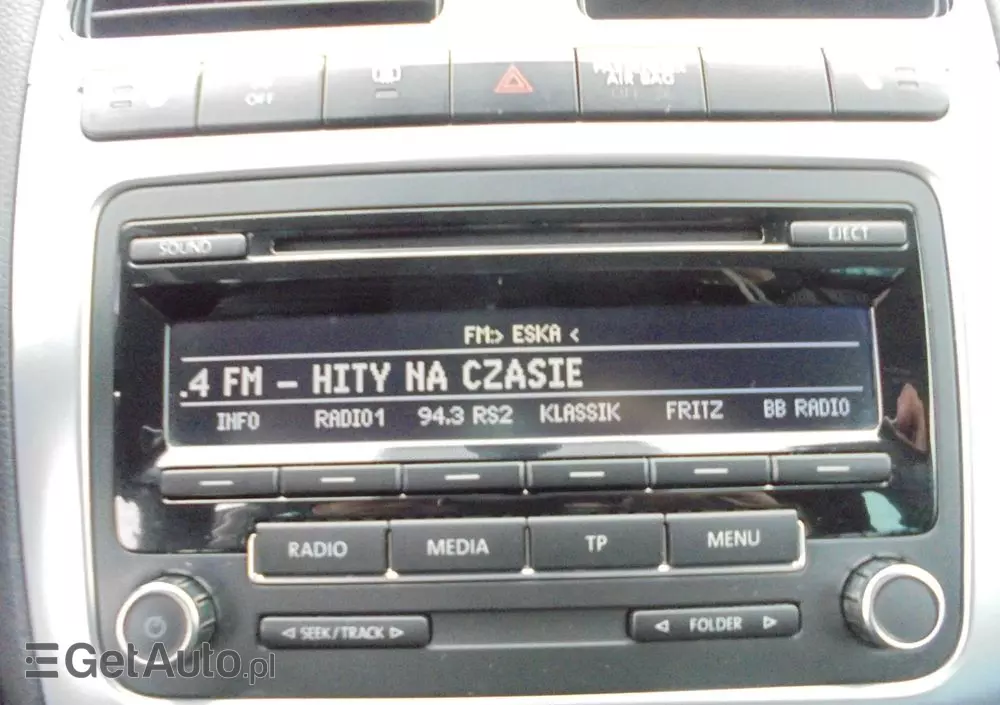 OFF
PASSENGER
AIR BAG
SOUND
EJECT
FM:> ESKA <
.4 FM - HITY NA CZASIE
INFO RADIO1 94.3 RS2 KLASSIK FRITZ BB RADIO
RADIO MEDIA TP MENU
SEEK/TRACK FOLDER
GetAuto.pl